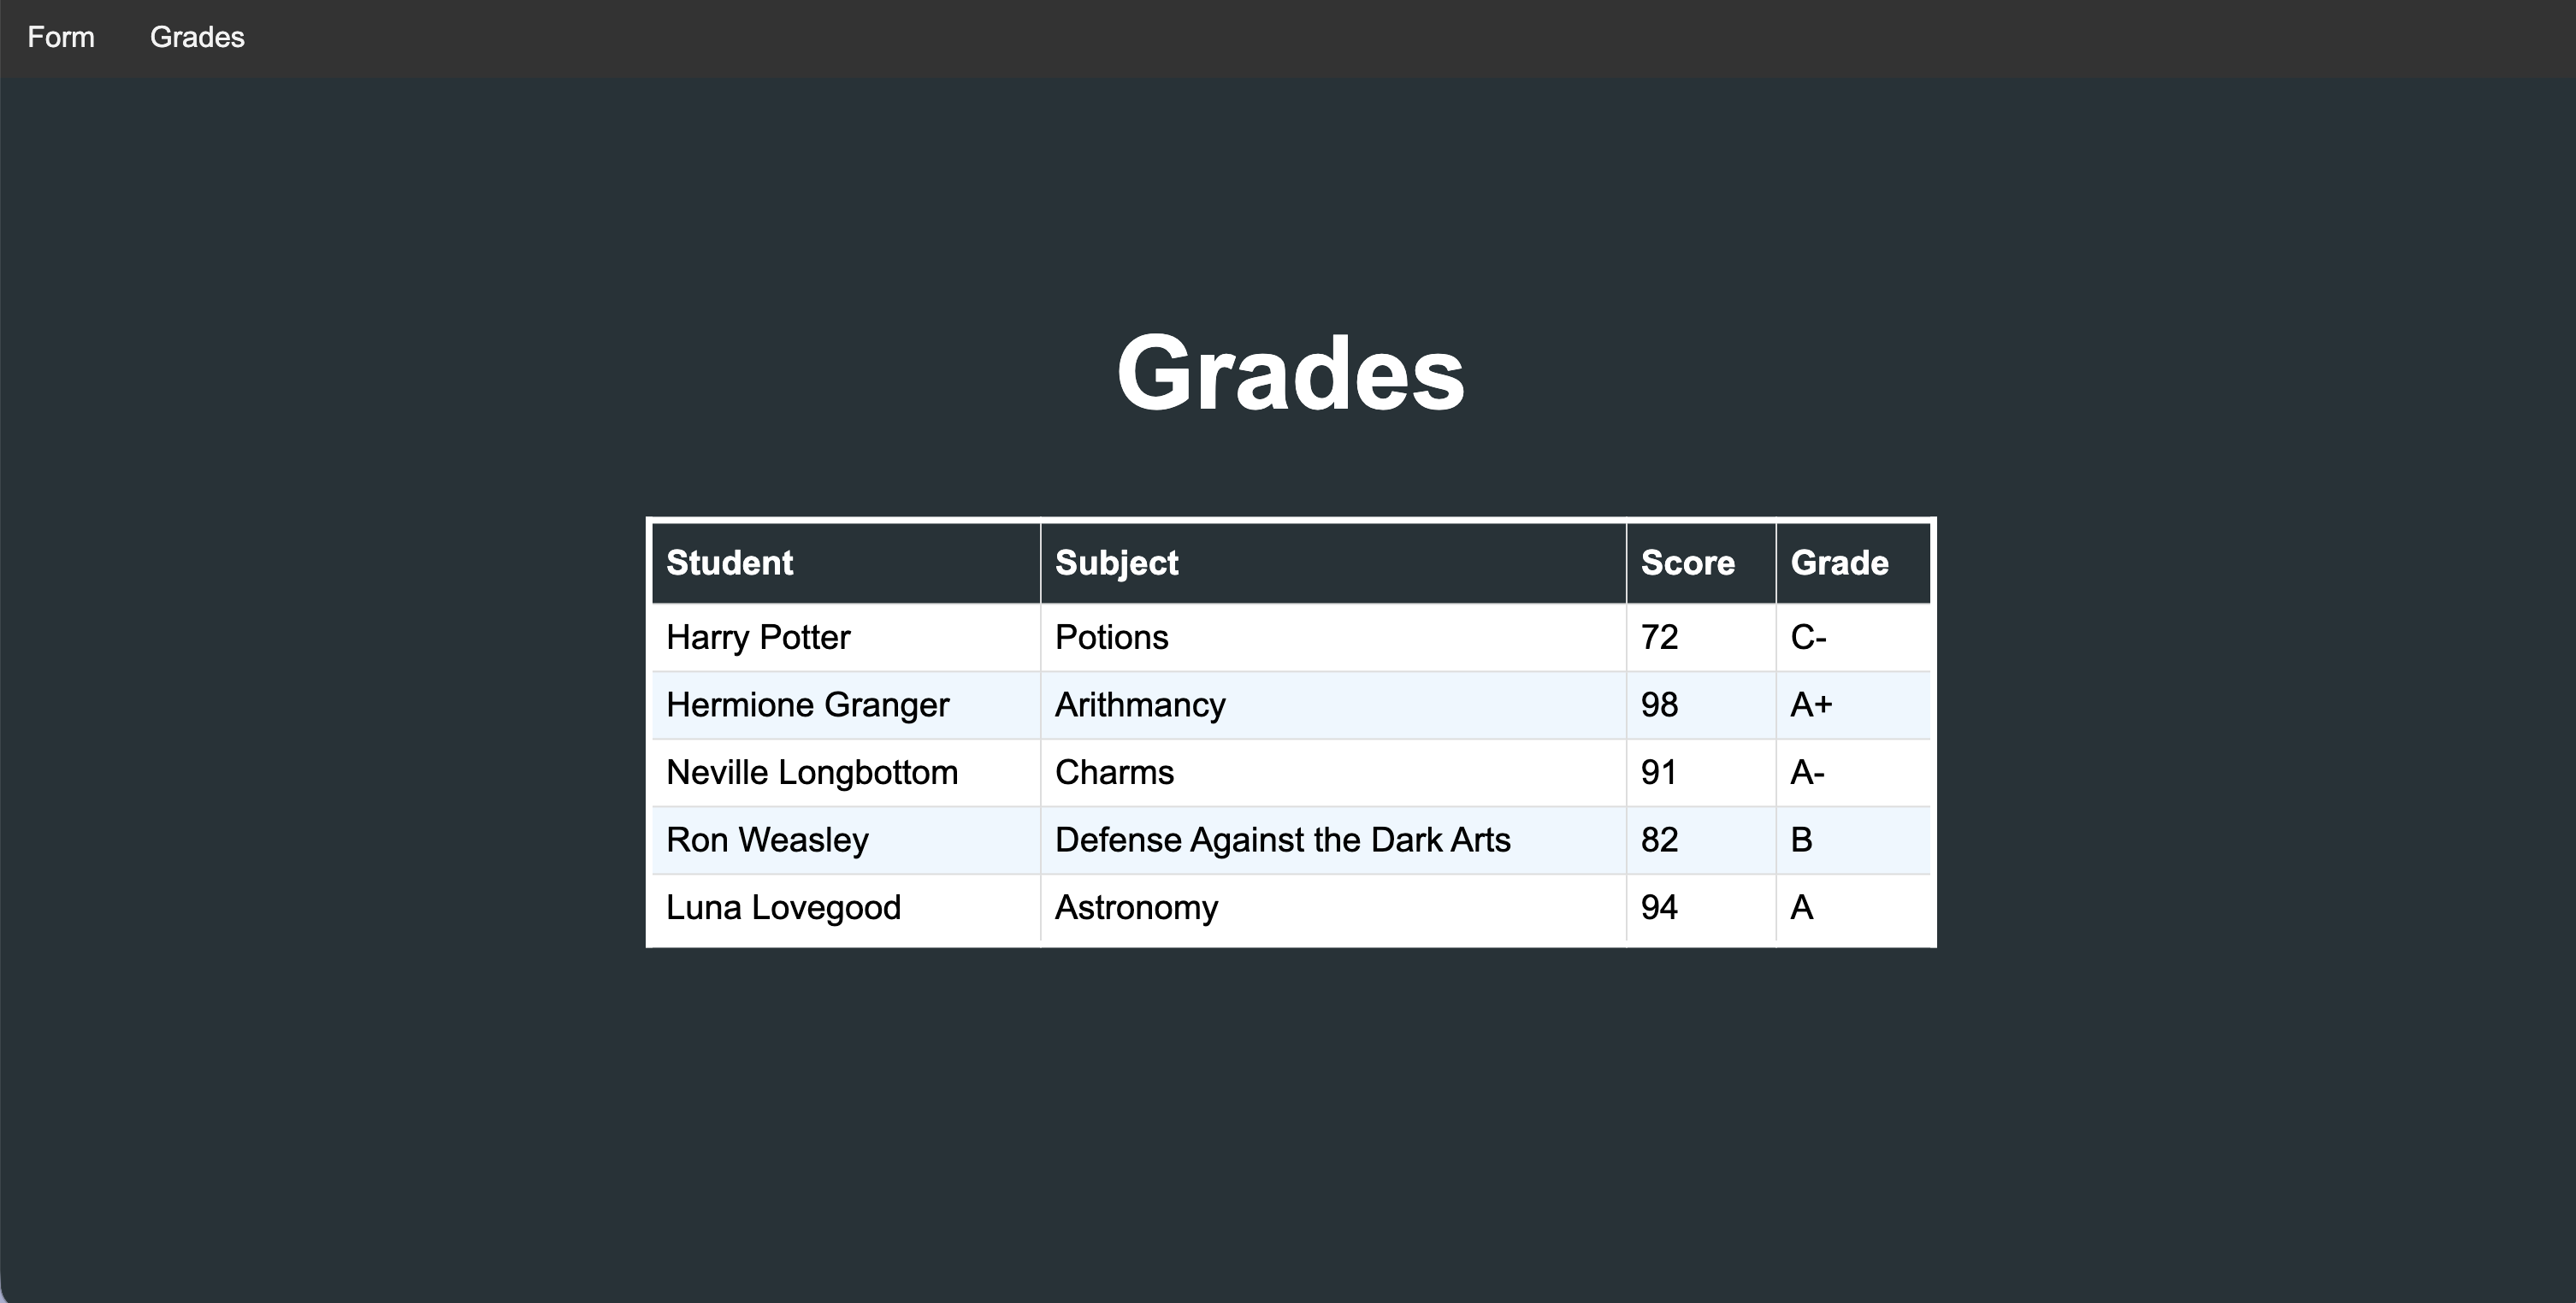 Form Grades
Grades
Student Subject Score Grade
Harry Potter Potions 72 C-
Hermione Granger Arithmancy 98 A+
Neville Longbottom Charms 91 A-
Ron Weasley Defense Against the Dark Arts 82 B
Luna Lovegood Astronomy 94 A